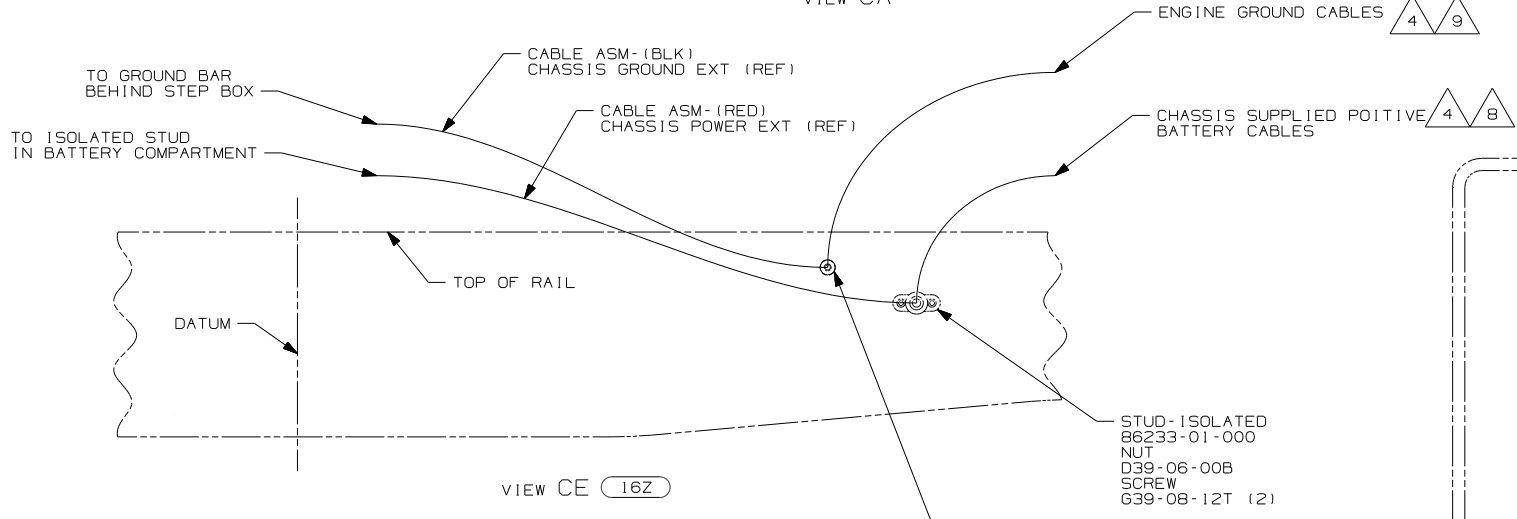 VIEW CA
ENGINE GROUND CABLES 4 9
CABLE ASM-(BLK)
CHASSIS GROUND EXT (REF)
TO GROUND BAR
BEHIND STEP BOX
CABLE ASM-(RED)
CHASSIS POWER EXT (REF)
CHASSIS SUPPLIED POITIVE 4 8
BATTERY CABLES
TO ISOLATED STUD
IN BATTERY COMPARTMENT
TOP OF RAIL
DATUM
STUD-ISOLATED
86233-01-000
NUT
D39-06-00B
SCREW
G39-08-12T (2)
VIEW CE 16Z